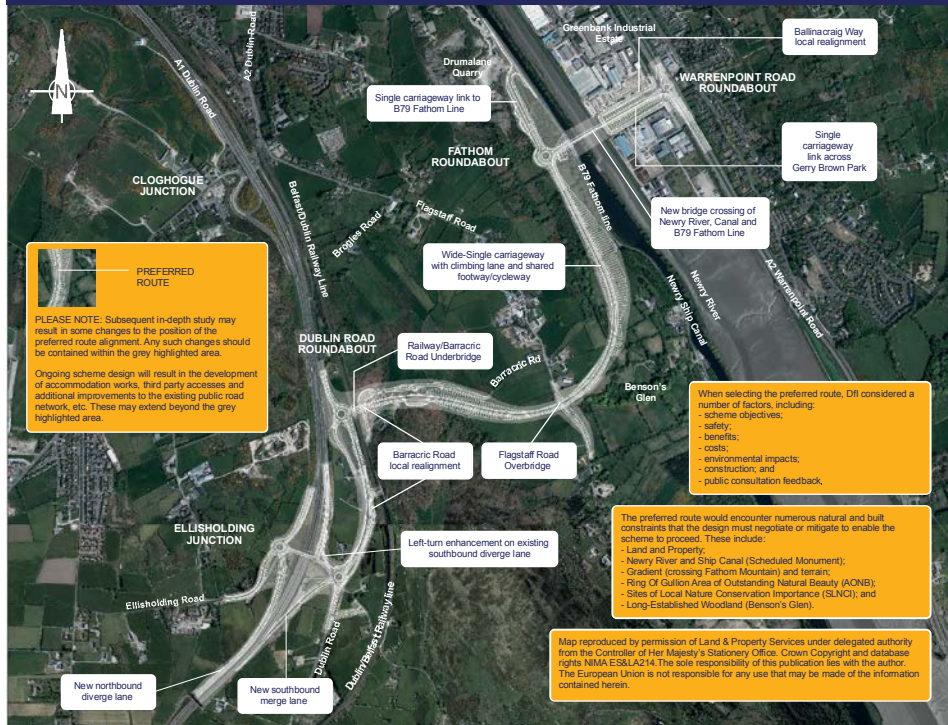 Greenbank Industrial
Estate
Ballinacraig Way
local realignment
A1 Dublin Road
A2 Dublin Road
N
Drumalane
Quarry
WARRENPOINT ROAD
ROUNDABOUT
Single carriageway link to
B79 Fathom Line
FATHOM
ROUNDABOUT
Single
carriageway
link across
Gerry Brown Park
CLOGHOGUE
JUNCTION
B79 Fathom line
Belfast/Dublin Railway Line
Brogies Road
Flagstaff Road
New bridge crossing of
Newry River, Canal and
B79 Fathom Line
Wide-Single carriageway
with climbing lane and shared
footway/cycleway
A2 Warrenpoint Road
Newry River
Newry Ship Canal
PREFERRED
ROUTE
PLEASE NOTE: Subsequent in-depth study may
result in some changes to the position of the
preferred route alignment. Any such changes should
be contained within the grey highlighted area.
Ongoing scheme design will result in the development
of accommodation works, third party accesses and
additional improvements to the existing public road
network, etc. These may extend beyond the grey
highlighted area.
DUBLIN ROAD
ROUNDABOUT
Railway/Barracric
Road Underbridge
Barracric Rd
Benson's
Glen
When selecting the preferred route, DfI considered a
number of factors, including:
- scheme objectives;
- safety;
- benefits;
- costs;
- environmental impacts;
- construction; and
- public consultation feedback,
Barracric Road
local realignment
Flagstaff Road
Overbridge
ELLISHOLDING
JUNCTION
Left-turn enhancement on existing
southbound diverge lane
The preferred route would encounter numerous natural and built
constraints that the design must negotiate or mitigate to enable the
scheme to proceed. These include:
- Land and Property;
- Newry River and Ship Canal (Scheduled Monument);
- Gradient (crossing Fathom Mountain) and terrain;
- Ring Of Gullion Area of Outstanding Natural Beauty (AONB);
- Sites of Local Nature Conservation Importance (SLNCI); and
- Long-Established Woodland (Benson's Glen).
Ellisholding Road
Dublin Road
Dublin/Belfast Railway line
Map reproduced by permission of Land & Property Services under delegated authority
from the Controller of Her Majesty's Stationery Office. Crown Copyright and database
rights NIMA ES&LA214.The sole responsibility of this publication lies with the author.
The European Union is not responsible for any use that may be made of the information
contained herein.
New northbound
diverge lane
New southbound
merge lane